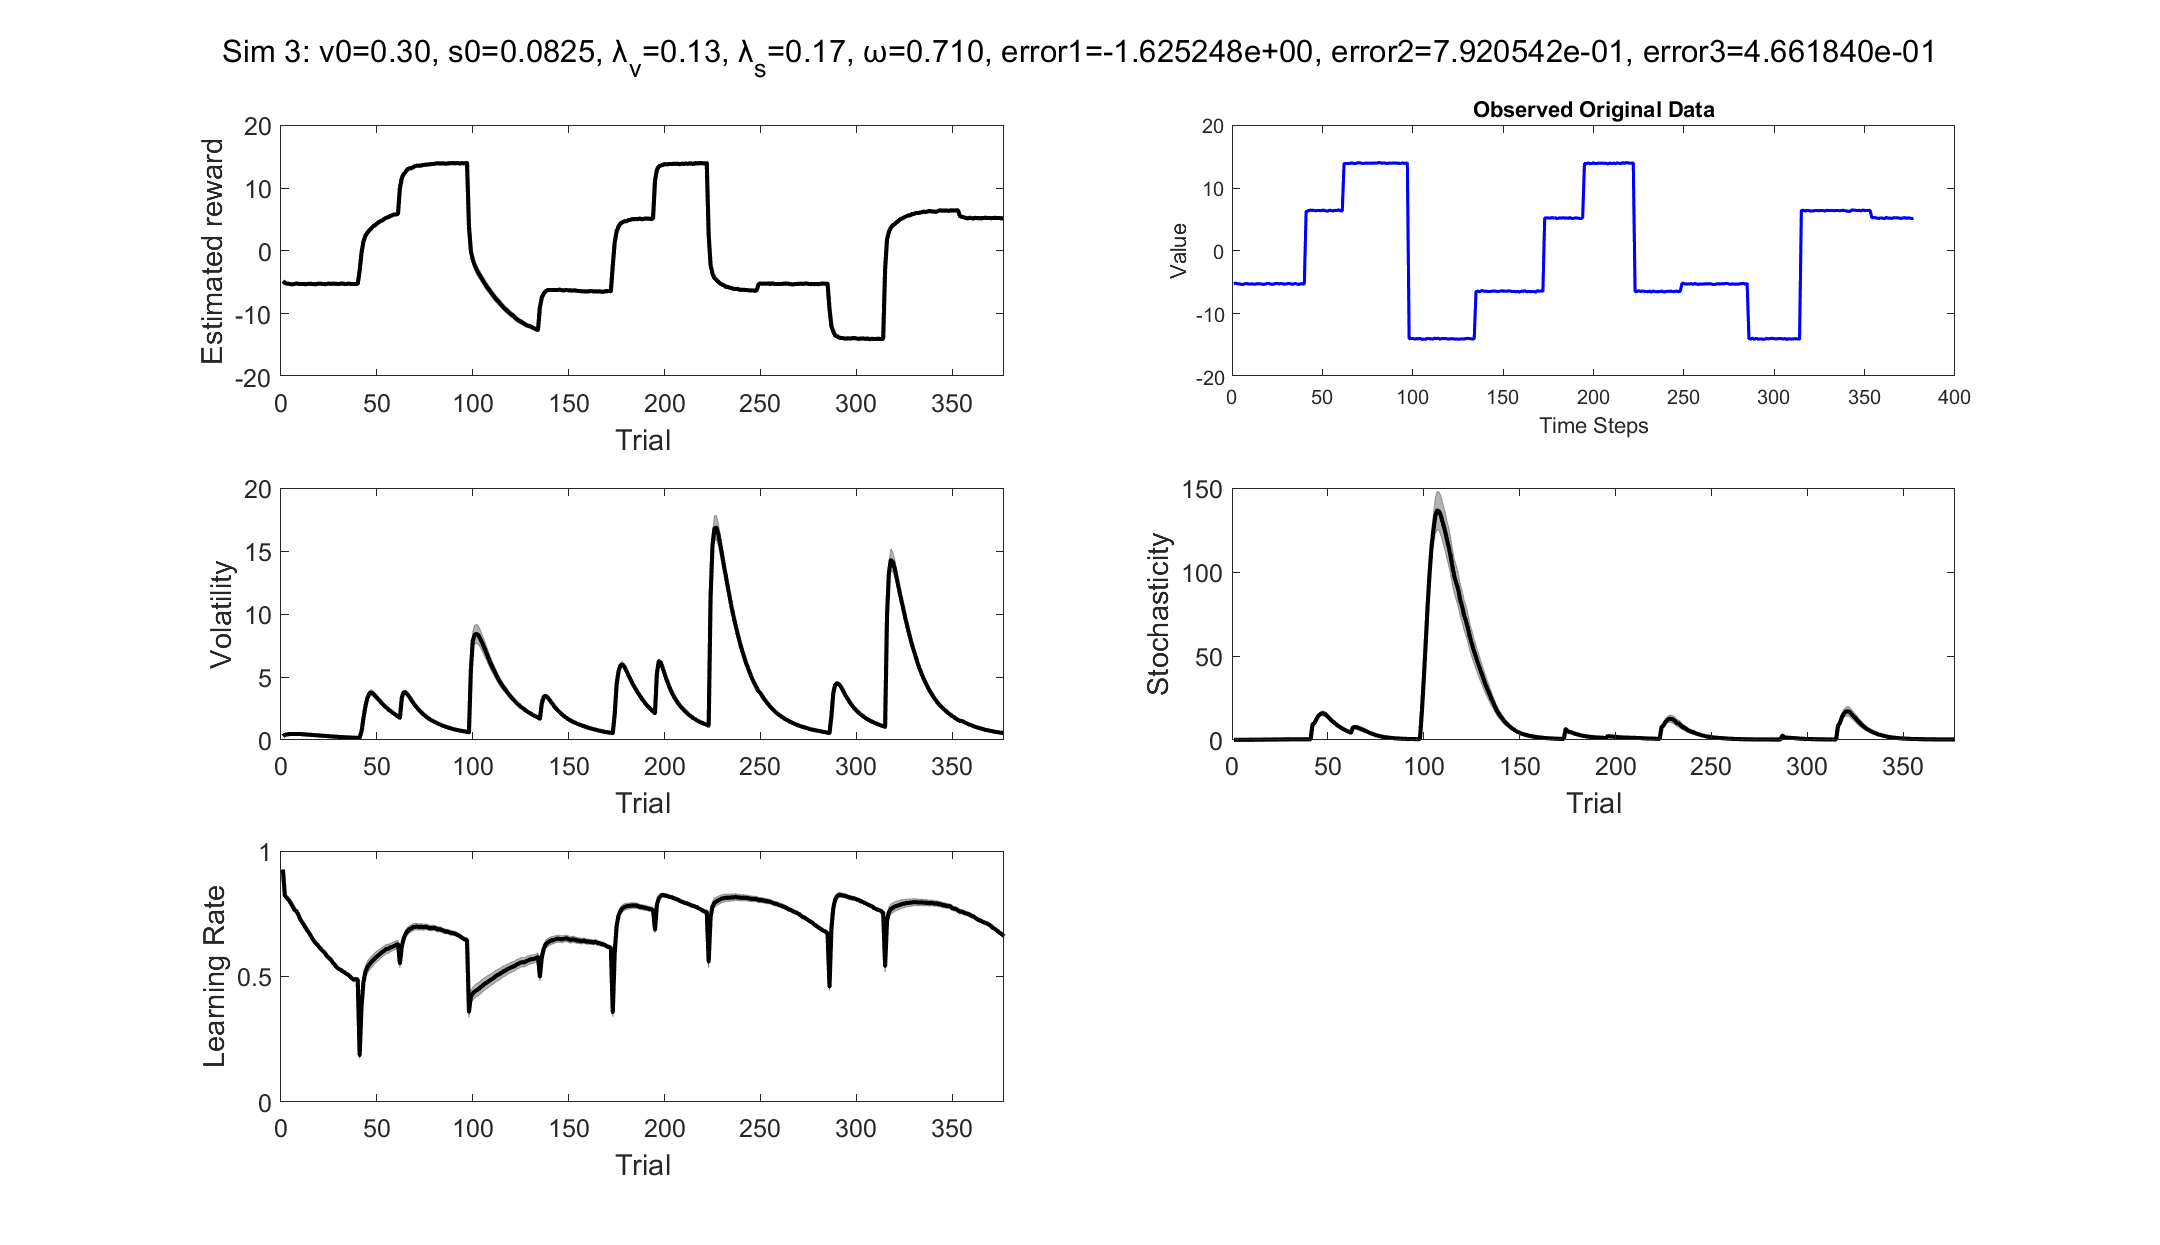 Sim 3: v0=0.30, s0=0.0825, λ_v=0.13, λ_s=0.17, ω=0.710, error1=-1.625248e+00, error2=7.920542e-01, error3=4.661840e-01
Estimated reward
20
10
0
-10
-20
0 50 100 150 200 250 300 350
Trial
Observed Original Data
Value
20
10
0
-10
-20
0 50 100 150 200 250 300 350 400
Time Steps
Volatility
20
15
10
5
0
0 50 100 150 200 250 300 350
Trial
Stochasticity
150
100
50
0
0 50 100 150 200 250 300 350
Trial
Learning Rate
1
0.5
0
0 50 100 150 200 250 300 350
Trial